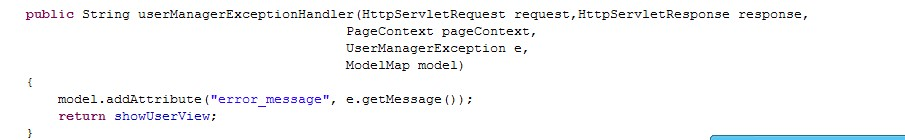 public String userManagerExceptionHandler(HttpServletRequest request,HttpServletResponse response,
PageContext pageContext,
UserManagerException e,
ModelMap model)
{
model.addAttribute("error_message", e.getMessage());
return showUserView;
}